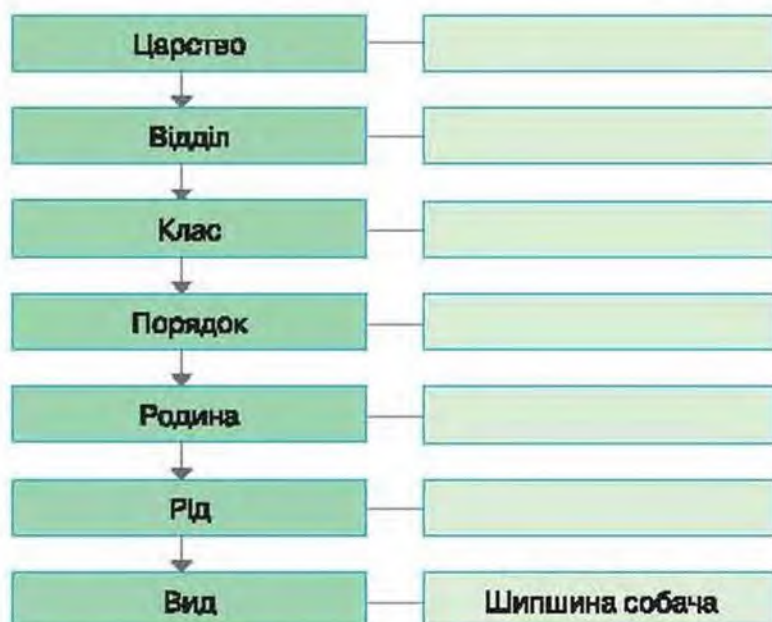 Царство
Відділ
Клас
Порядок
Родина
Рід
Вид
Шипшина собача